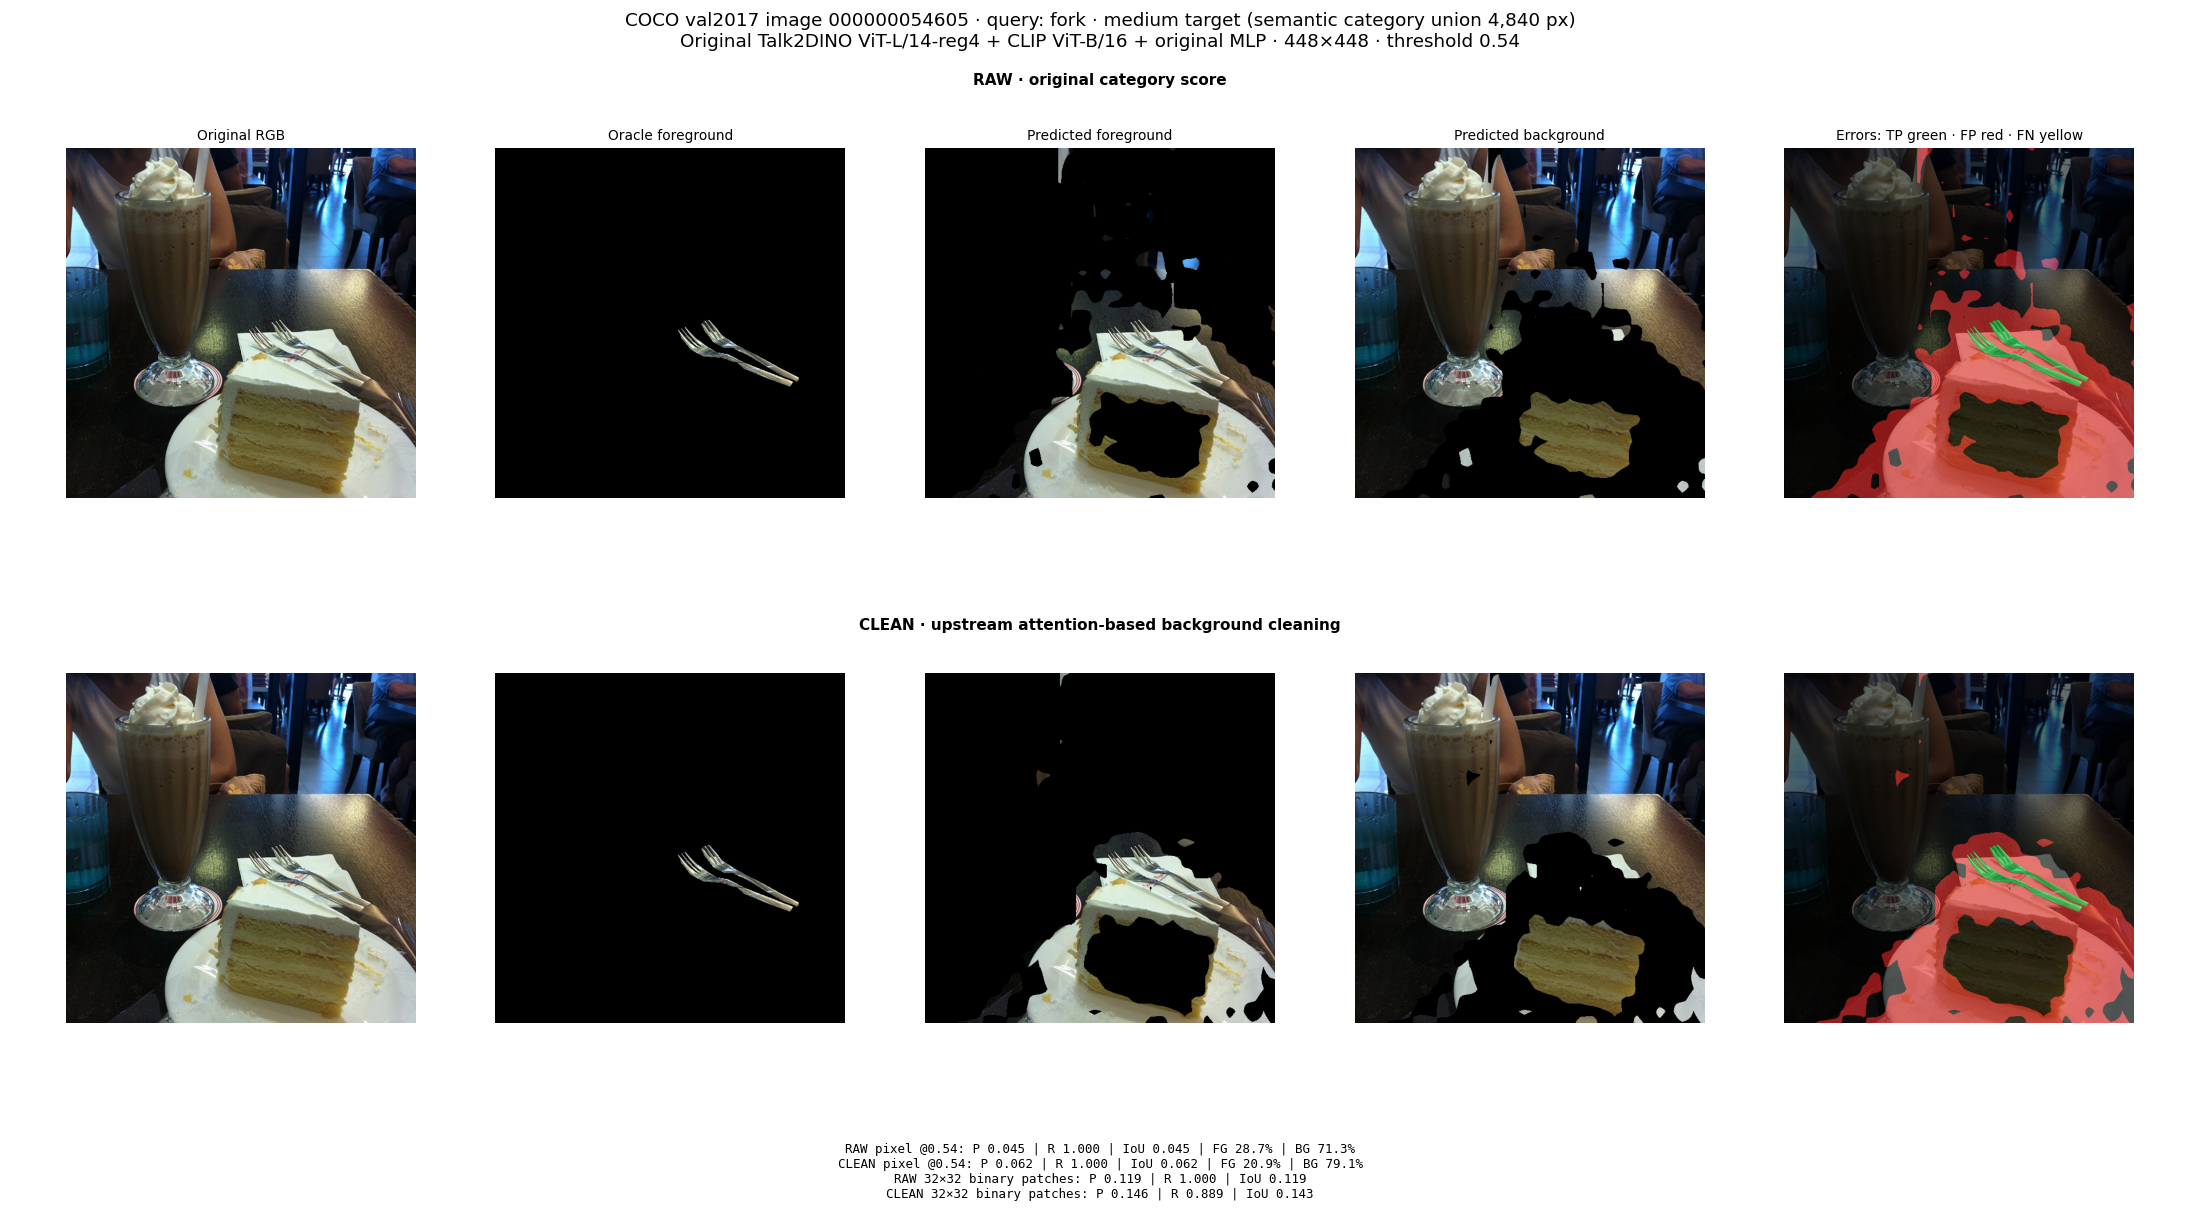 COCO val2017 image 000000054605 · query: fork · medium target (semantic category union 4,840 px)
Original Talk2DINO ViT-L/14-reg4 + CLIP ViT-B/16 + original MLP · 448×448 · threshold 0.54
RAW · original category score
Original RGB
Oracle foreground
Predicted foreground
Predicted background
Errors: TP green · FP red · FN yellow
CLEAN · upstream attention-based background cleaning
RAW pixel @0.54: P 0.045 | R 1.000 | IoU 0.045 | FG 28.7% | BG 71.3%
CLEAN pixel @0.54: P 0.062 | R 1.000 | IoU 0.062 | FG 20.9% | BG 79.1%
RAW 32×32 binary patches: P 0.119 | R 1.000 | IoU 0.119
CLEAN 32×32 binary patches: P 0.146 | R 0.889 | IoU 0.143